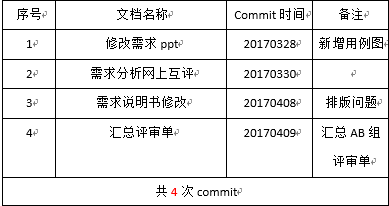 序号 文档名称 Commit 时间 备注
1 修改需求 ppt 20170328 新增用例图
2 需求分析网上互评 20170330
3 需求说明书修改 20170408 排版问题
4 汇总评审单 20170409 汇总 AB 组
评审单
共 4 次 commit